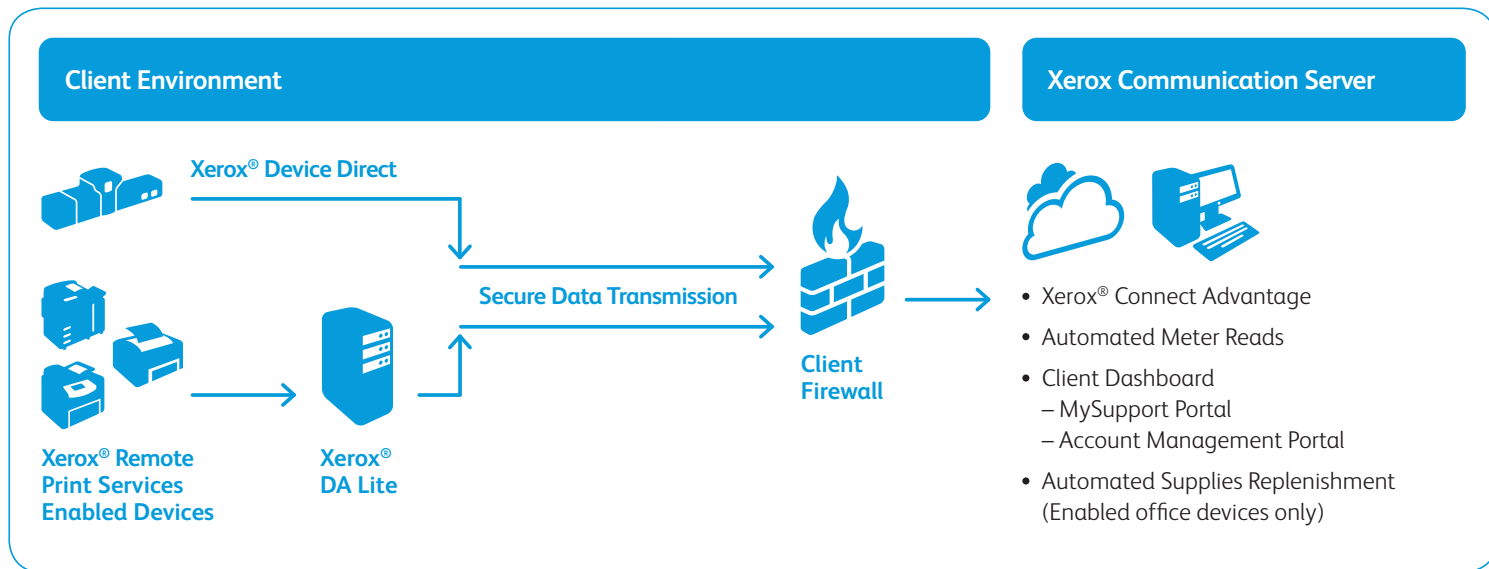 Client Environment
Xerox Communication Server
Xerox® Device Direct
Secure Data Transmission
Client
Firewall
Xerox® Remote
Print Services
Enabled Devices
Xerox®
DA Lite
• Xerox® Connect Advantage
• Automated Meter Reads
• Client Dashboard
– MySupport Portal
– Account Management Portal
• Automated Supplies Replenishment
(Enabled office devices only)